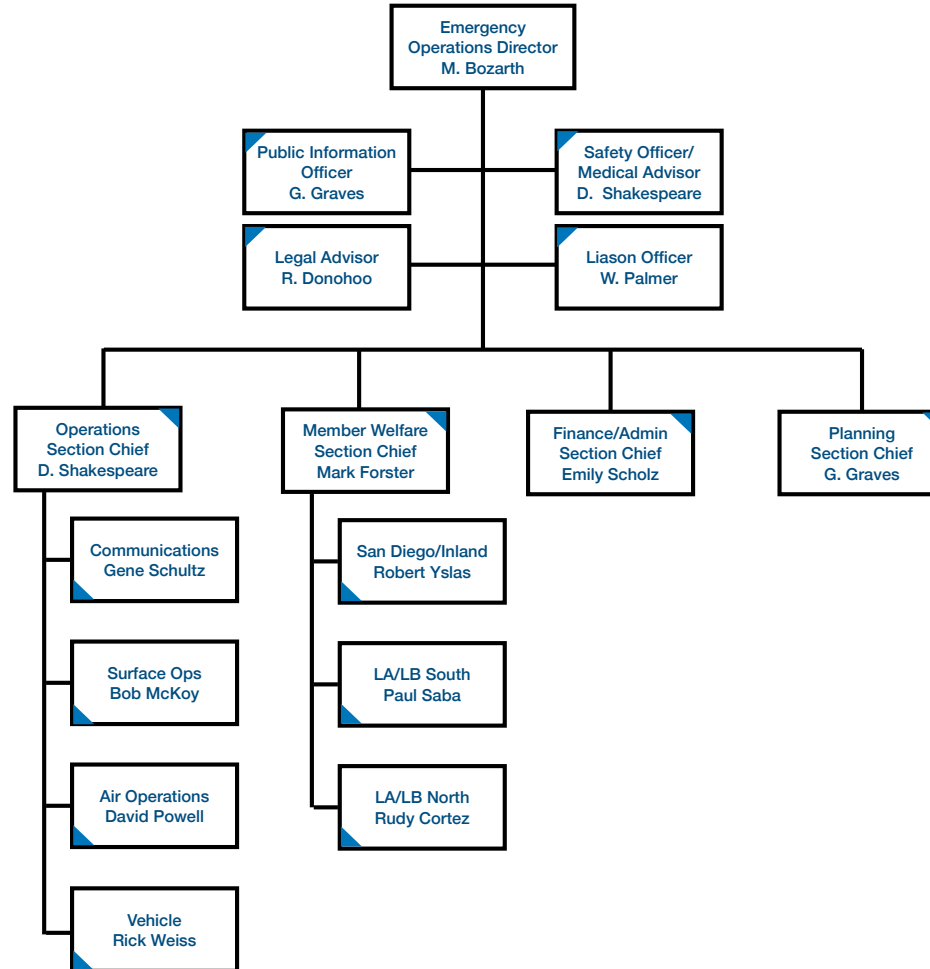 Emergency
Operations Director
M. Bozarth
Public Information
Officer
G. Graves
Safety Officer/
Medical Advisor
D. Shakespeare
Legal Advisor
R. Donohoo
Liason Officer
W. Palmer
Operations
Section Chief
D. Shakespeare
Member Welfare
Section Chief
Mark Forster
Finance/Admin
Section Chief
Emily Scholz
Planning
Section Chief
G. Graves
Communications
Gene Schultz
San Diego/Inland
Robert Yslas
Surface Ops
Bob McKoy
LA/LB South
Paul Saba
Air Operations
David Powell
LA/LB North
Rudy Cortez
Vehicle
Rick Weiss